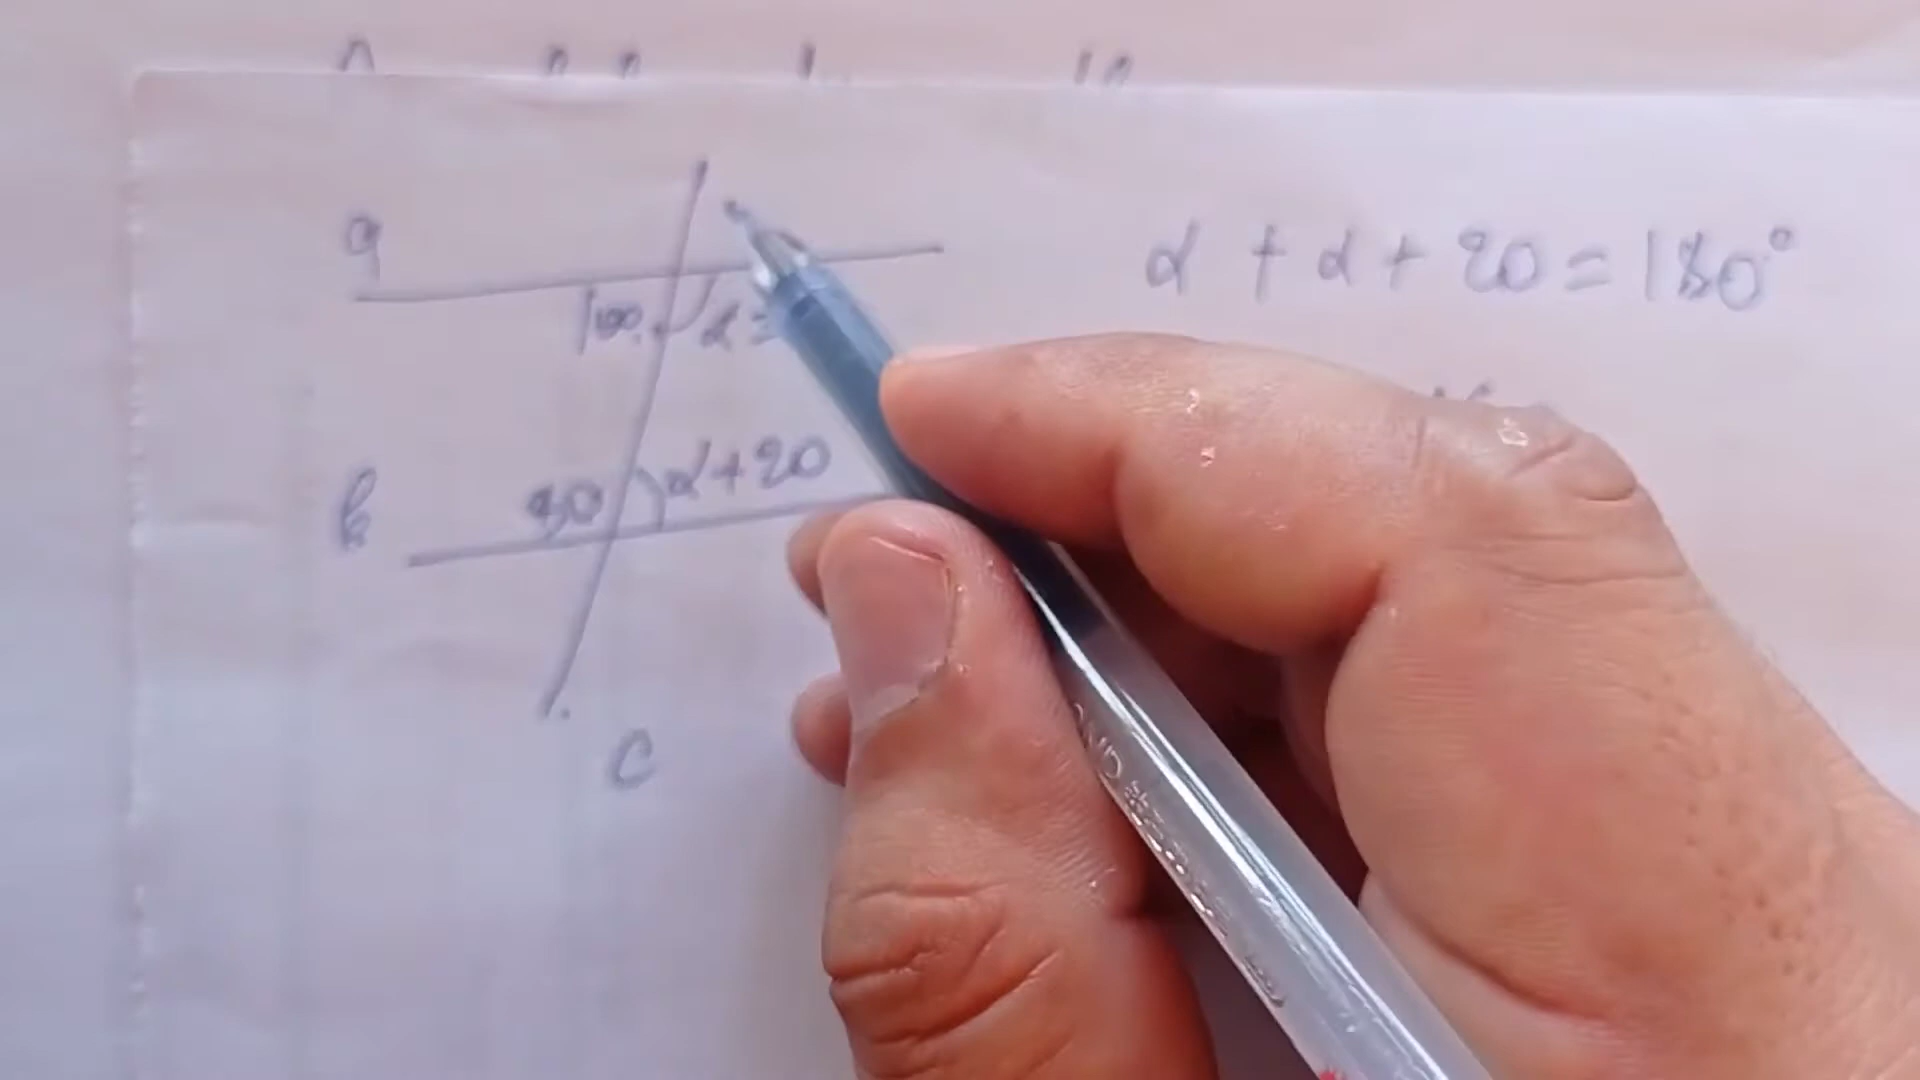 a
α + α + 20 = 180°
100
α =
b
80
α + 20
c